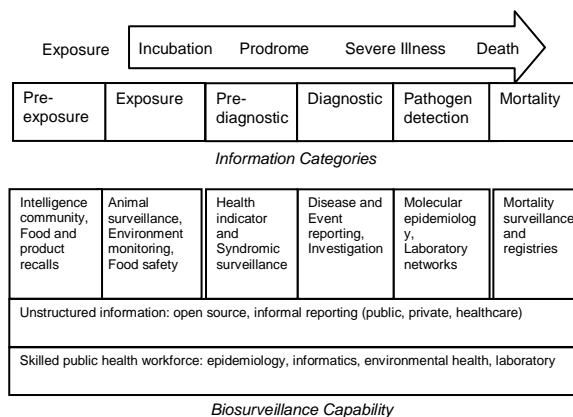 Exposure Incubation Prodrome Severe Illness Death
Pre-
exposure
Exposure
Pre-
diagnostic
Diagnostic
Pathogen
detection
Mortality
Information Categories
Intelligence
community,
Food and
product
recalls
Animal
surveillance,
Environment
monitoring,
Food safety
Health
indicator
and
Syndromic
surveillance
Disease and
Event
reporting,
Investigation
Molecular
epidemiolog
y,
Laboratory
networks
Mortality
surveillance
and
registries
Unstructured information: open source, informal reporting (public, private, healthcare)
Skilled public health workforce: epidemiology, informatics, environmental health, laboratory
Biosurveillance Capability